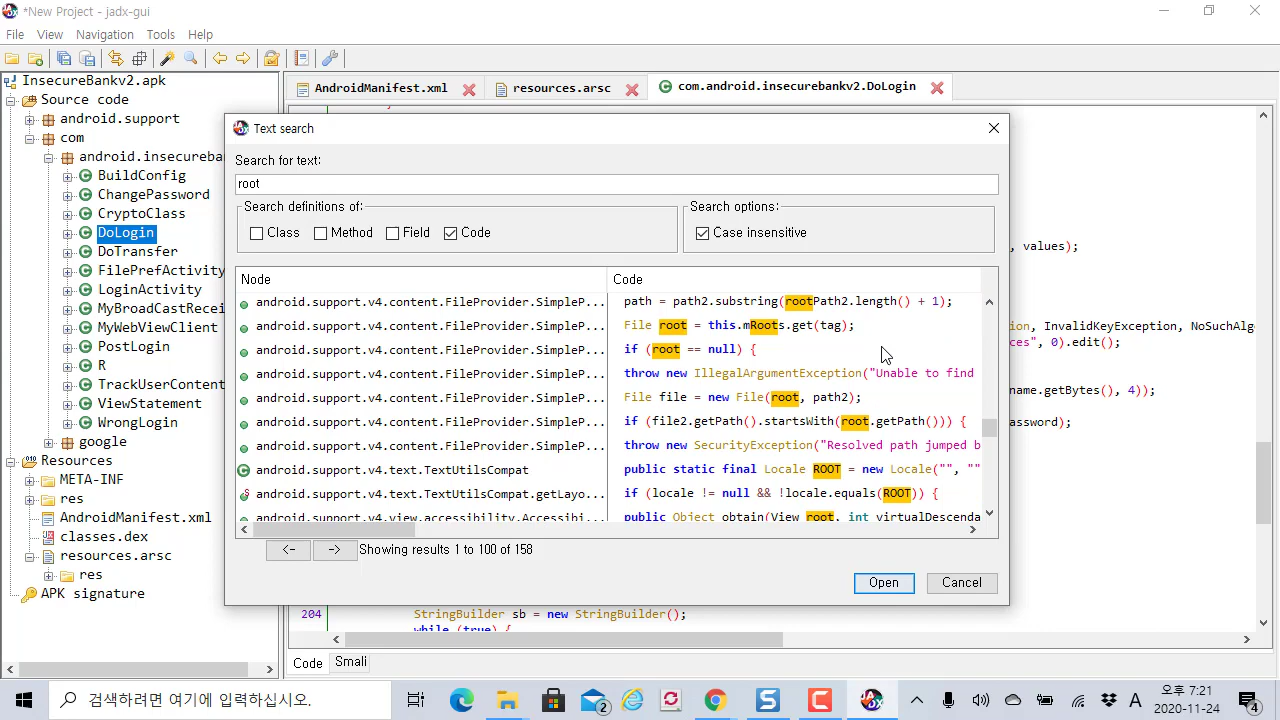 *New Project - jadx-gui
File View Navigation Tools Help
InsecureBankv2.apk
Source code
android.support
com
android.insecureba
BuildConfig
ChangePassword
CryptoClass
DoLogin
DoTransfer
FilePrefActivity
LoginActivity
MyBroadCastRecei
MyWebViewClient
PostLogin
R
TrackUserContent
ViewStatement
WrongLogin
google
Resources
META-INF
res
AndroidManifest.xml
classes.dex
resources.arsc
res
APK signature
AndroidManifest.xml
resources.arsc
com.android.insecurebankv2.DoLogin
Text search
Search for text:
root
Search definitions of:
Class Method Field Code
Search options:
Case insensitive
Node Code
android.support.v4.content.FileProvider.SimpleP... path = path2.substring(rootPath2.length() + 1);
android.support.v4.content.FileProvider.SimpleP... File root = this.mRoots.get(tag);
android.support.v4.content.FileProvider.SimpleP... if (root == null) {
android.support.v4.content.FileProvider.SimpleP... throw new IllegalArgumentException("Unable to find
android.support.v4.content.FileProvider.SimpleP... File file = new File(root, path2);
android.support.v4.content.FileProvider.SimpleP... if (file2.getPath().startsWith(root.getPath())) {
android.support.v4.content.FileProvider.SimpleP... throw new SecurityException("Resolved path jumped b
android.support.v4.text.TextUtilsCompat public static final Locale ROOT = new Locale("", ""
android.support.v4.text.TextUtilsCompat.getLayo... if (locale != null && !locale.equals(ROOT)) {
android.support.v4.view.accessibility.Accessibi... public Object obtain(View root, int virtualDescenda
<- -> Showing results 1 to 100 of 158
Open Cancel
, values);
ion, InvalidKeyException, NoSuchAlgo
ces", 0).edit();
name.getBytes(), 4));
assword);
204 StringBuilder sb = new StringBuilder();
while (true) {
Code Smali
검색하려면 여기에 입력하십시오.
2
A
오후 7:21
2020-11-24
4